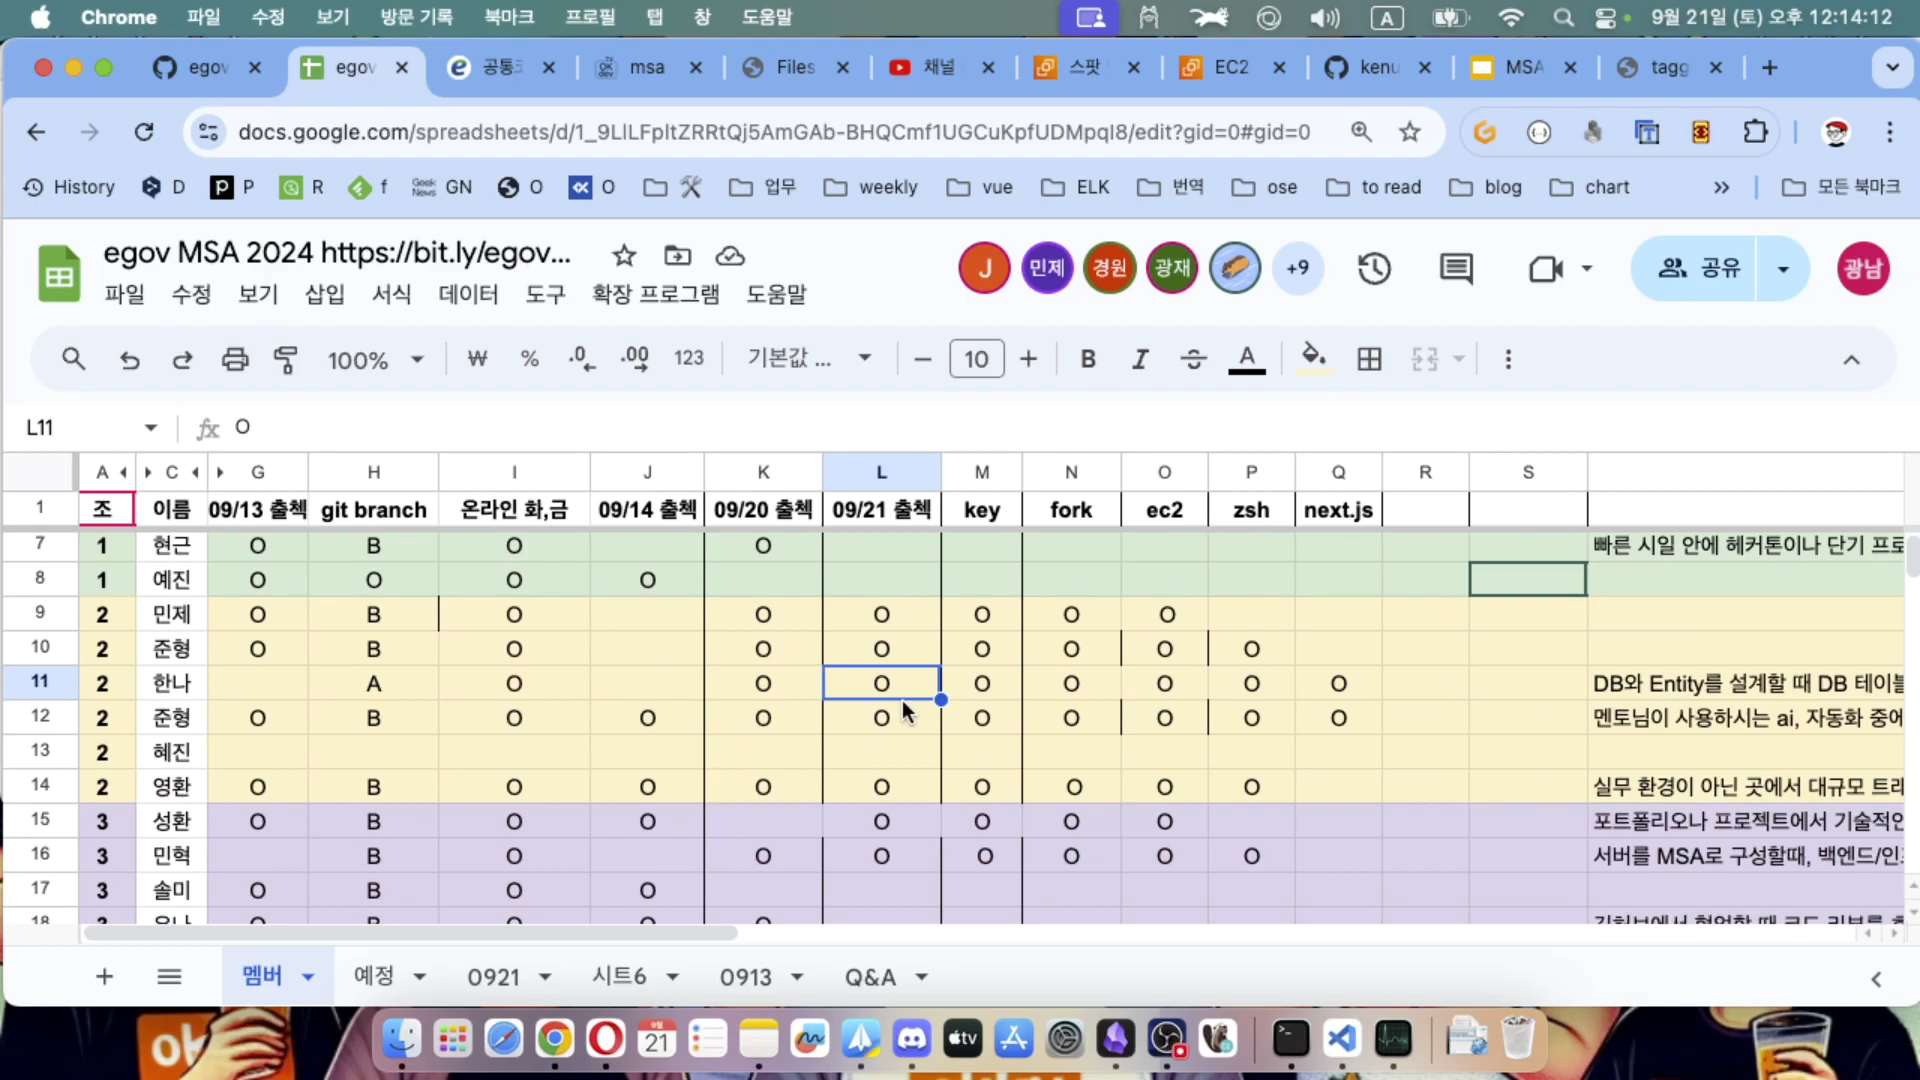 Chrome 파일 수정 보기 방문 기록 북마크 프로필 탭 창 도움말 A 9월 21일 (토) 오후 12:14:12
egov egov 공통 msa Files 채널 스팟 EC2 kenu MSA tagg
docs.google.com/spreadsheets/d/1_9LlLFpItZRRtQj5AmGAb-BHQCmf1UGCuKpfUDMpqI8/edit?gid=0#gid=0
History D P R f GN O O 업무 weekly vue ELK 번역 ose to read blog chart » 모든 북마크
egov MSA 2024 https://bit.ly/egov...
J 민제 경원 광재 +9 공유 광남
파일 수정 보기 삽입 서식 데이터 도구 확장 프로그램 도움말
100% ₩ % .0 .00 123 기본값 ... 10 B I A
L11 fx O
A C G H I J K L M N O P Q R S
1 조 이름 09/13 출첵 git branch 온라인 화,금 09/14 출첵 09/20 출첵 09/21 출첵 key fork ec2 zsh next.js
7 1 현근 O B O O 빠른 시일 안에 헤커톤이나 단기 프로
8 1 예진 O O O O
9 2 민제 O B O O O O O O
10 2 준형 O B O O O O O O O
11 2 한나 A O O O O O O O O DB와 Entity를 설계할 때 DB 테이블
12 2 준형 O B O O O O O O O O O 멘토님이 사용하시는 ai, 자동화 중에
13 2 혜진
14 2 영환 O B O O O O O O O O 실무 환경이 아닌 곳에서 대규모 트래
15 3 성환 O B O O O O O O 포트폴리오나 프로젝트에서 기술적인
16 3 민혁 B O O O O O O O 서버를 MSA로 구성할때, 백엔드/인
17 3 솔미 O B O O
18
멤버 예정 0921 시트6 0913 Q&A
ok
9월
21
tv